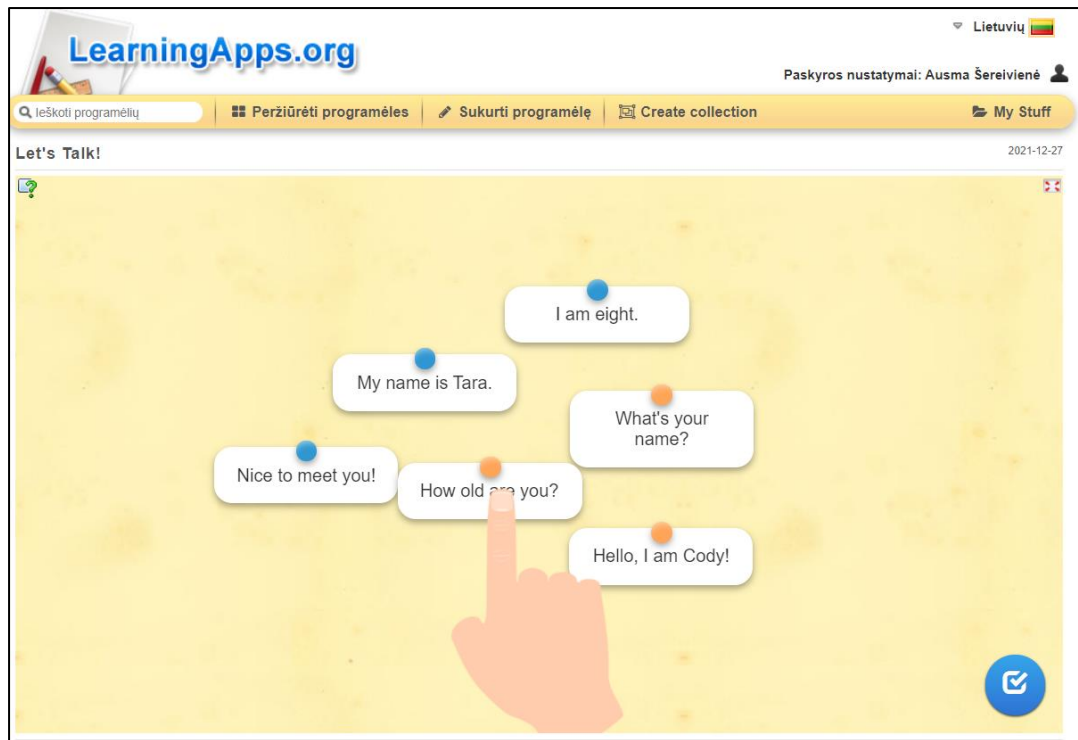 LearningApps.org
Lietuvių
Paskyros nustatymai: Ausma Šereivienė
Ieškoti programėlių
Peržiūrėti programėles
Sukurti programėlę
Create collection
My Stuff
Let's Talk!
2021-12-27
I am eight.
My name is Tara.
What's your
name?
Nice to meet you!
How old are you?
Hello, I am Cody!